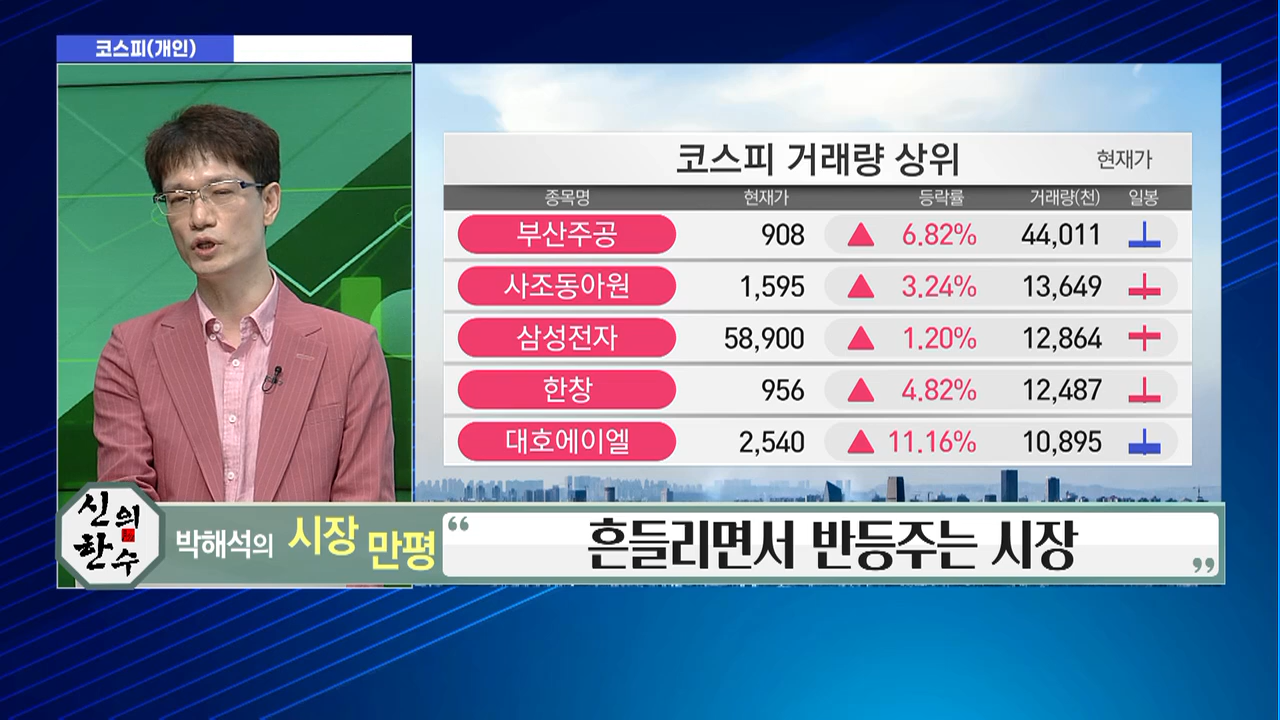 코스피(개인)
코스피 거래량 상위
현재가
종목명 현재가 등락률 거래량(천) 일봉
부산주공 908 ▲ 6.82% 44,011
사조동아원 1,595 ▲ 3.24% 13,649
삼성전자 58,900 ▲ 1.20% 12,864
한창 956 ▲ 4.82% 12,487
대호에이엘 2,540 ▲ 11.16% 10,895
신의
한수
박해석의 시장 만평
“ 흔들리면서 반등주는 시장 ”